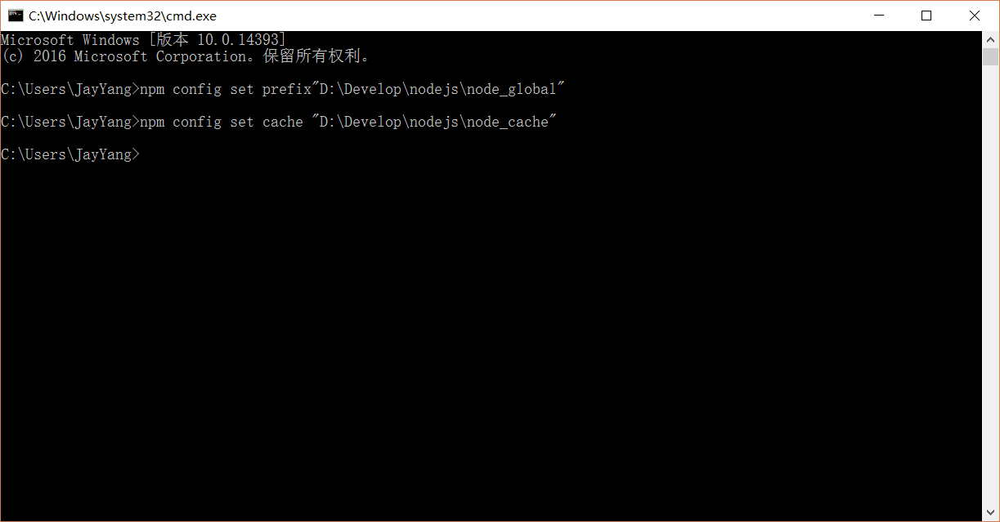 C:\Windows\system32\cmd.exe
Microsoft Windows [版本 10.0.14393]
(c) 2016 Microsoft Corporation。保留所有权利。
C:\Users\JayYang>npm config set prefix"D:\Develop\nodejs\node_global"
C:\Users\JayYang>npm config set cache "D:\Develop\nodejs\node_cache"
C:\Users\JayYang>